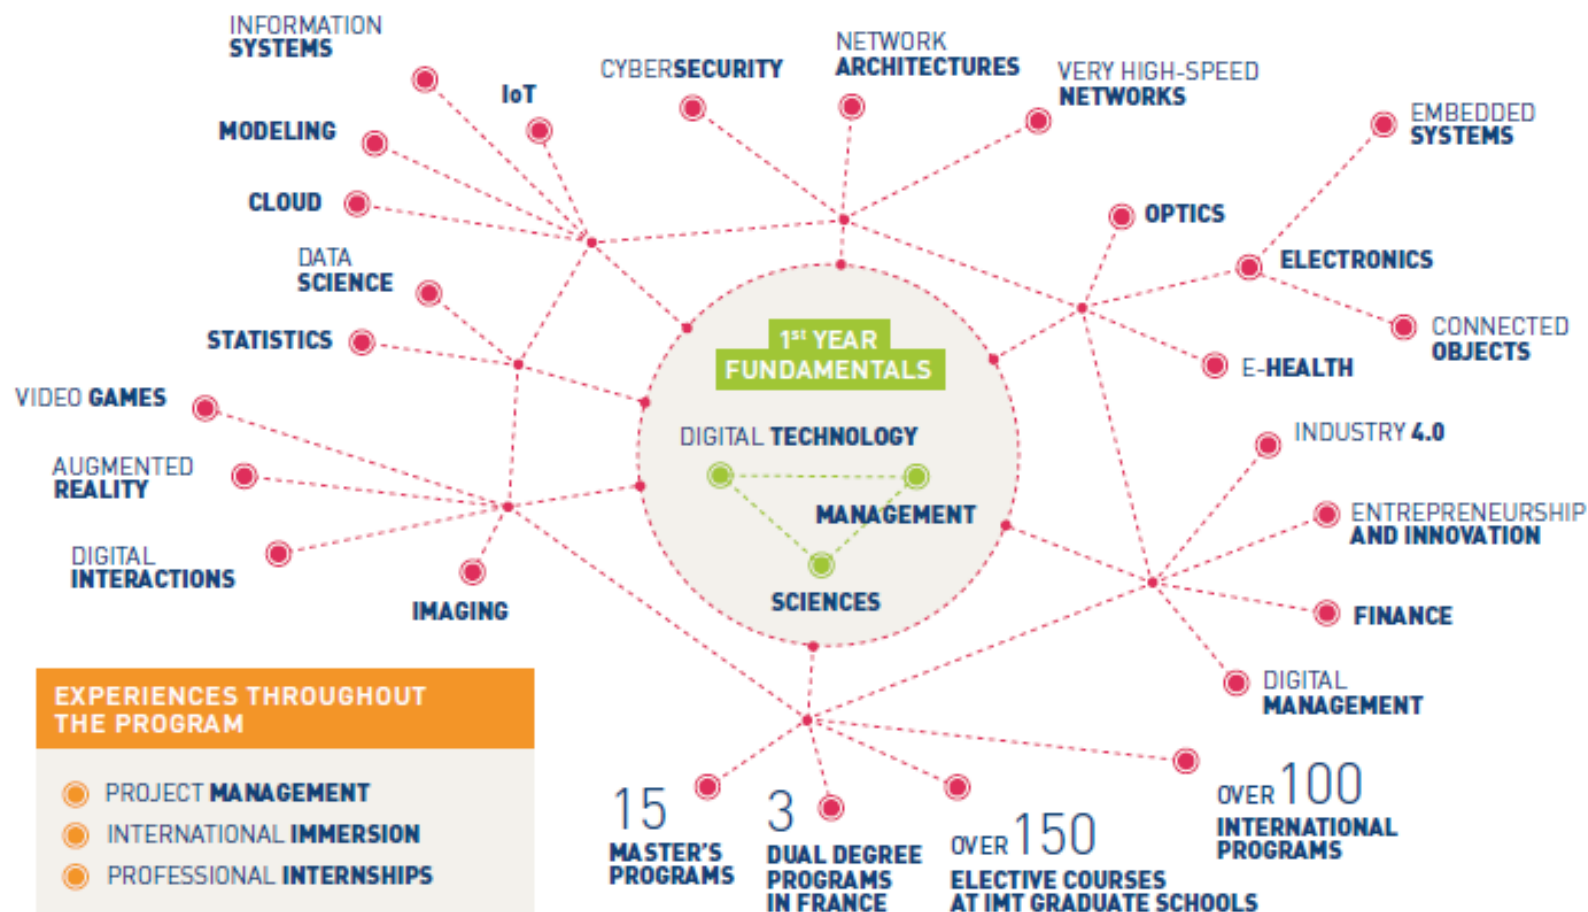 INFORMATION
SYSTEMS
IoT
MODELING
CLOUD
CYBERSECURITY
NETWORK
ARCHITECTURES
VERY HIGH-SPEED
NETWORKS
EMBEDDED
SYSTEMS
OPTICS
ELECTRONICS
CONNECTED
OBJECTS
E-HEALTH
DATA
SCIENCE
STATISTICS
VIDEO GAMES
AUGMENTED
REALITY
DIGITAL
INTERACTIONS
IMAGING
1st YEAR
FUNDAMENTALS
DIGITAL TECHNOLOGY
MANAGEMENT
SCIENCES
INDUSTRY 4.0
ENTREPRENEURSHIP
AND INNOVATION
FINANCE
DIGITAL
MANAGEMENT
EXPERIENCES THROUGHOUT
THE PROGRAM
PROJECT MANAGEMENT
INTERNATIONAL IMMERSION
PROFESSIONAL INTERNSHIPS
15
MASTER'S
PROGRAMS
3
DUAL DEGREE
PROGRAMS
IN FRANCE
OVER 150
ELECTIVE COURSES
AT IMT GRADUATE SCHOOLS
OVER 100
INTERNATIONAL
PROGRAMS